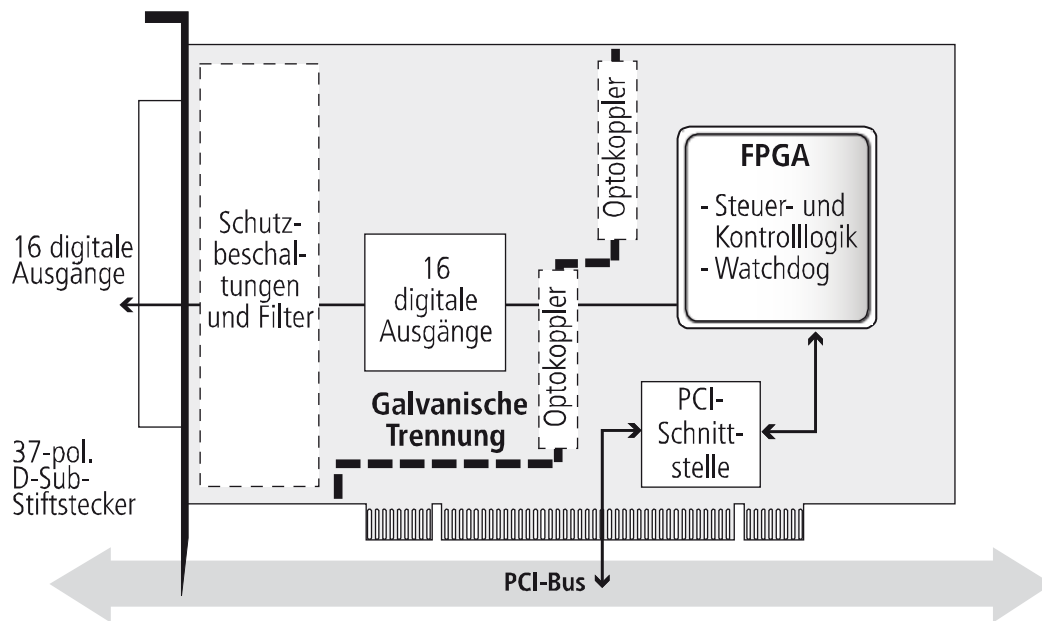 16 digitale
Ausgänge
37-pol.
D-Sub-
Stiftstecker
Schutz-
beschal-
tungen
und Filter
16
digitale
Ausgänge
Galvanische
Trennung
Optokoppler
Optokoppler
FPGA
- Steuer- und
Kontrolllogik
- Watchdog
PCI-
Schnitt-
stelle
PCI-Bus